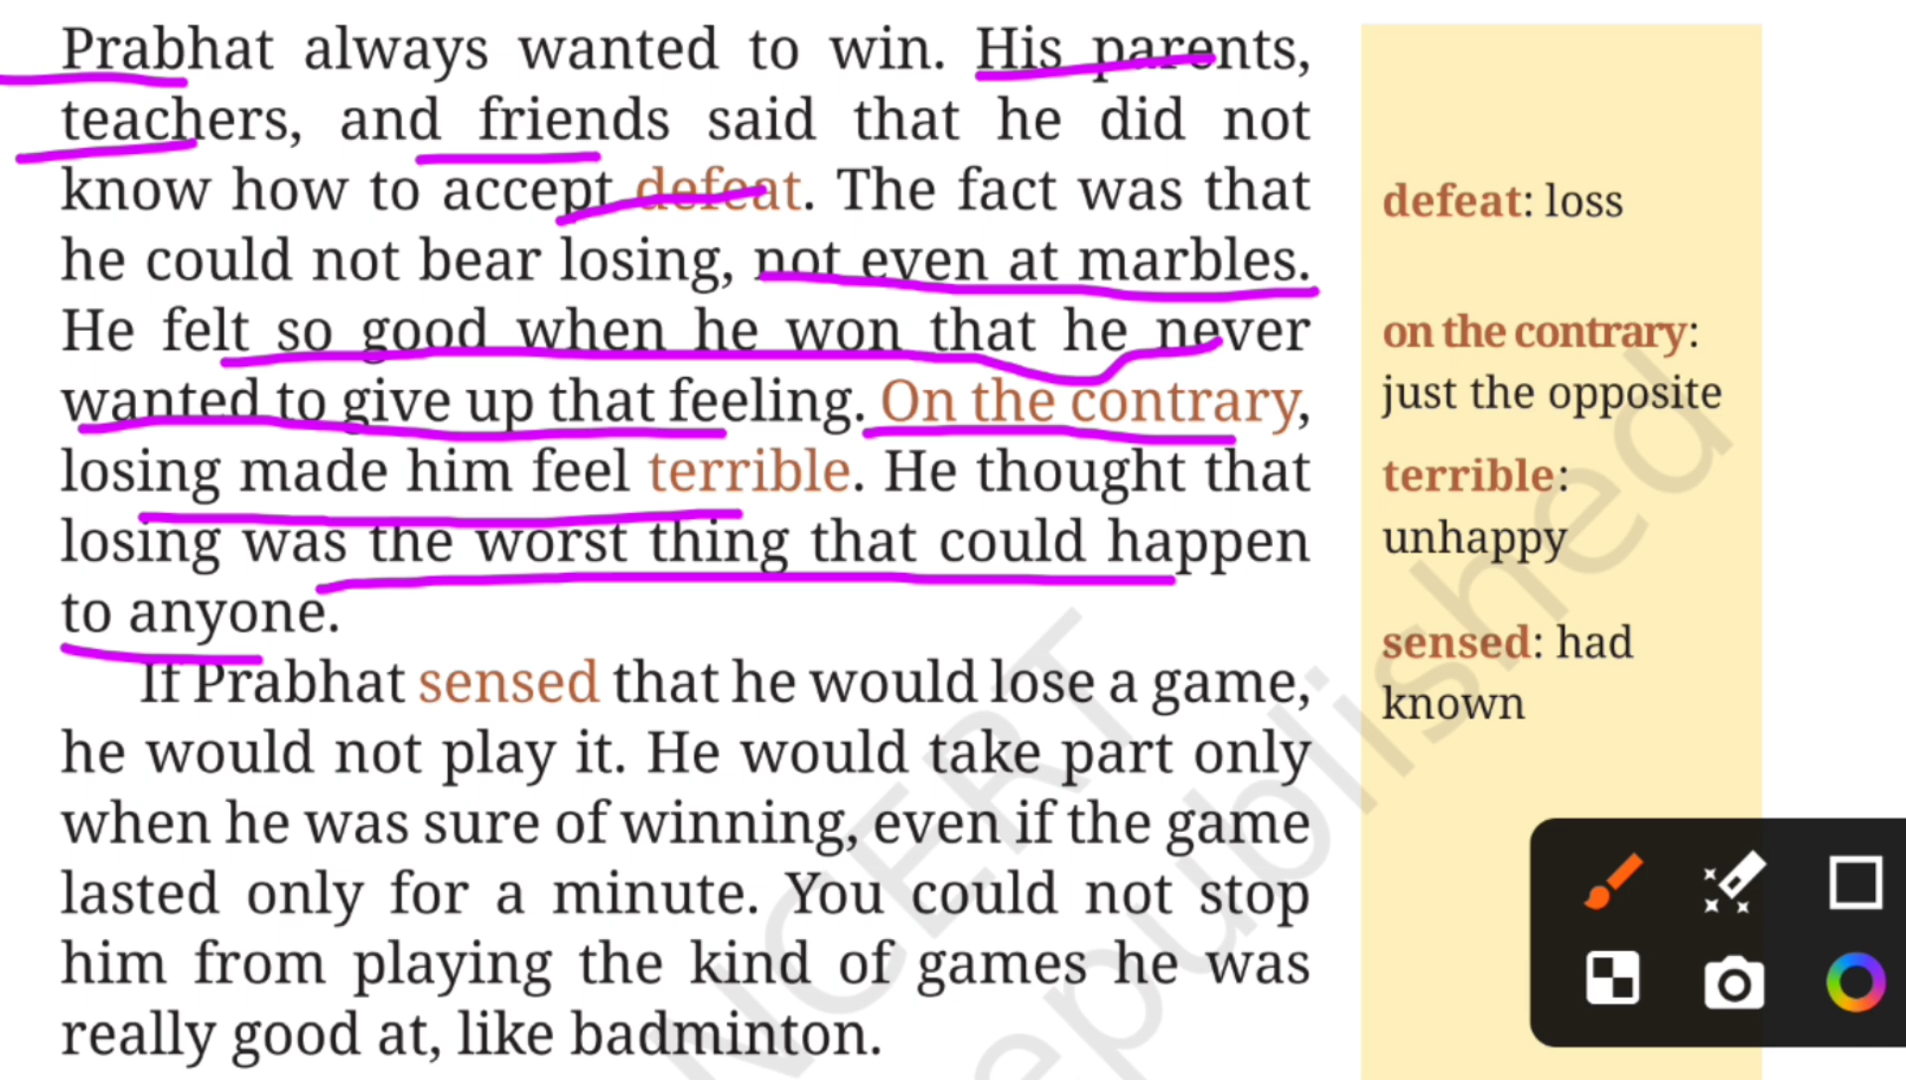 Prabhat always wanted to win. His parents,
teachers, and friends said that he did not
know how to accept defeat. The fact was that
he could not bear losing, not even at marbles.
He felt so good when he won that he never
wanted to give up that feeling. On the contrary,
losing made him feel terrible. He thought that
losing was the worst thing that could happen
to anyone.
If Prabhat sensed that he would lose a game,
he would not play it. He would take part only
when he was sure of winning, even if the game
lasted only for a minute. You could not stop
him from playing the kind of games he was
really good at, like badminton.
defeat: loss
on the contrary:
just the opposite
terrible:
unhappy
sensed: had
known
NCERT
epublished